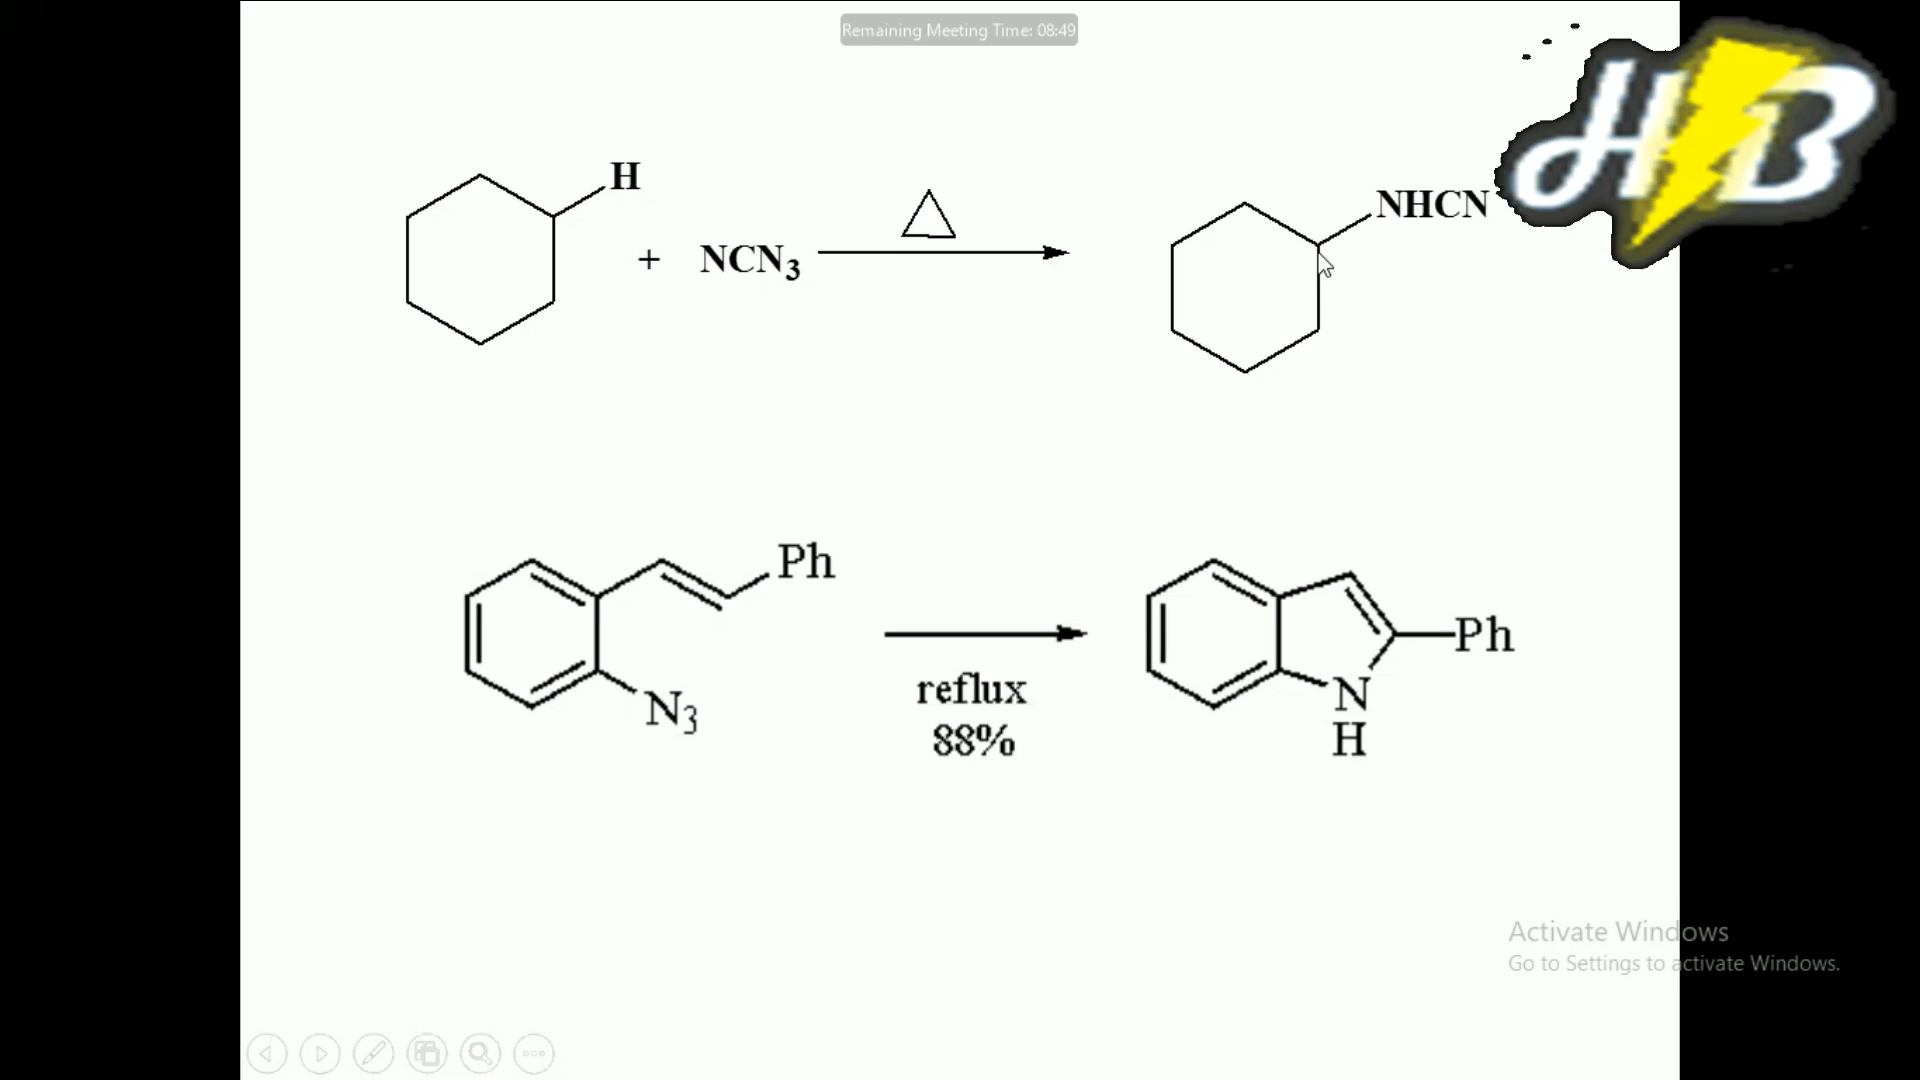 Remaining Meeting Time: 08:49
HB
H
+ NCN3
NHCN
Ph
N3
reflux
88%
Ph
N
H
Activate Windows
Go to Settings to activate Windows.